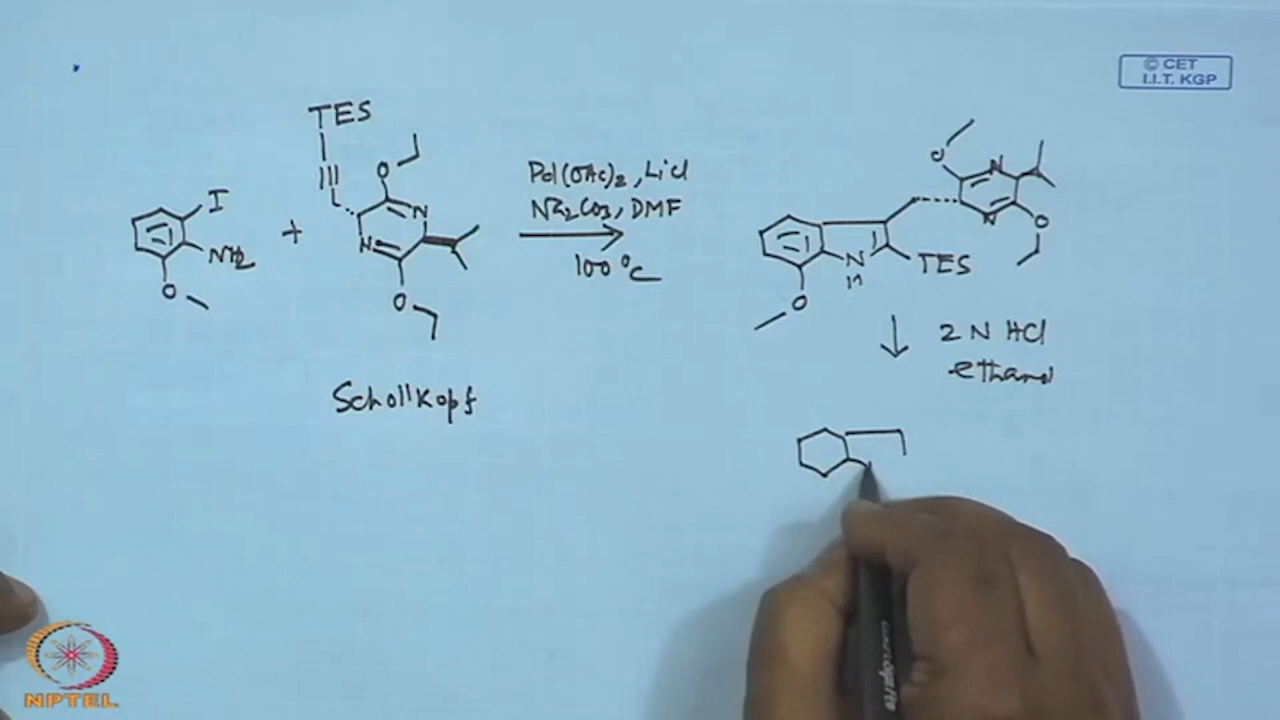 © CET
I.I.T. KGP
TES
I
NH2
O
+
O
N
N
O
Pd(OAc)2, LiCl
Na2CO3, DMF
100°C
O
N
N
O
N
H
TES
O
2 N HCl
ethanol
Schollkopf
NPTEL